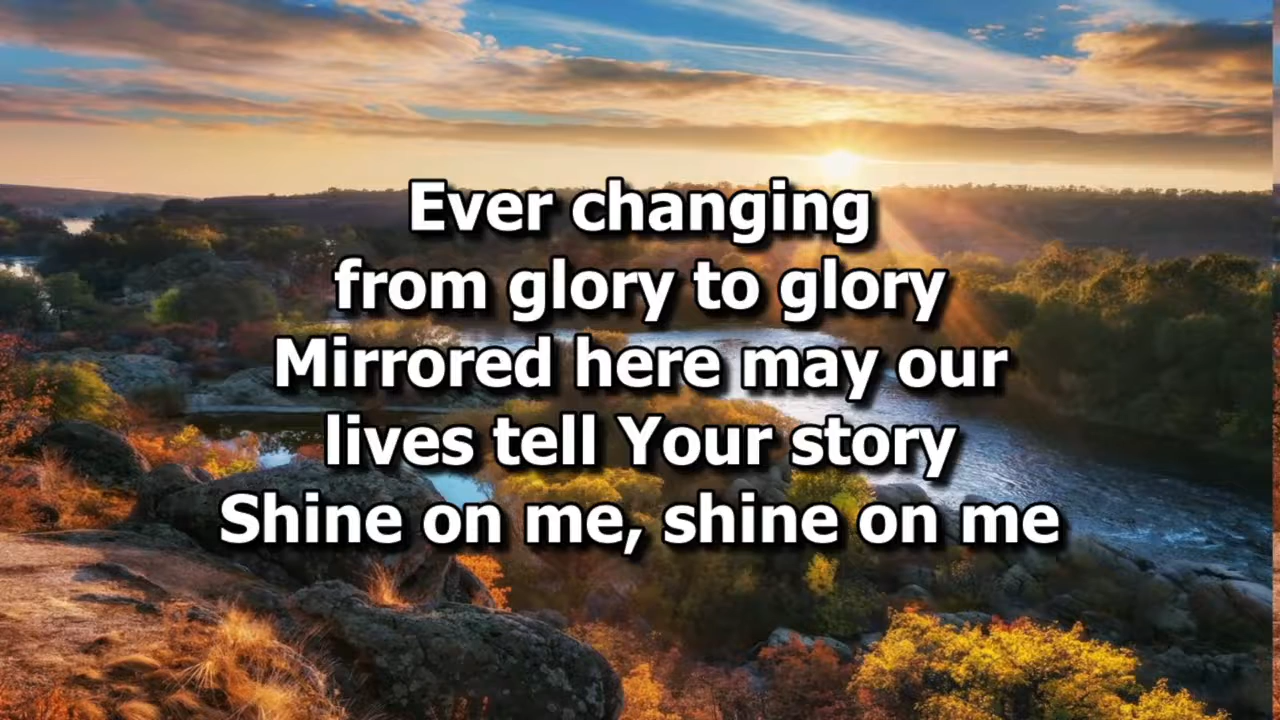 Ever changing
from glory to glory
Mirrored here may our
lives tell Your story
Shine on me, shine on me